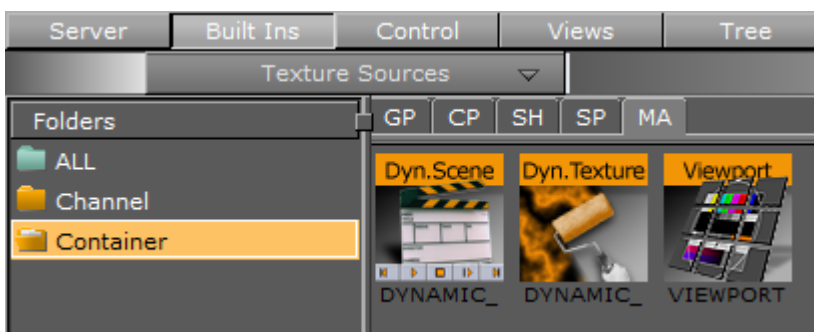 Server Built Ins Control Views Tree
Texture Sources
Folders GP CP SH SP MA
ALL
Channel
Container
Dyn.Scene Dyn.Texture Viewport
DYNAMIC_ DYNAMIC_ VIEWPORT